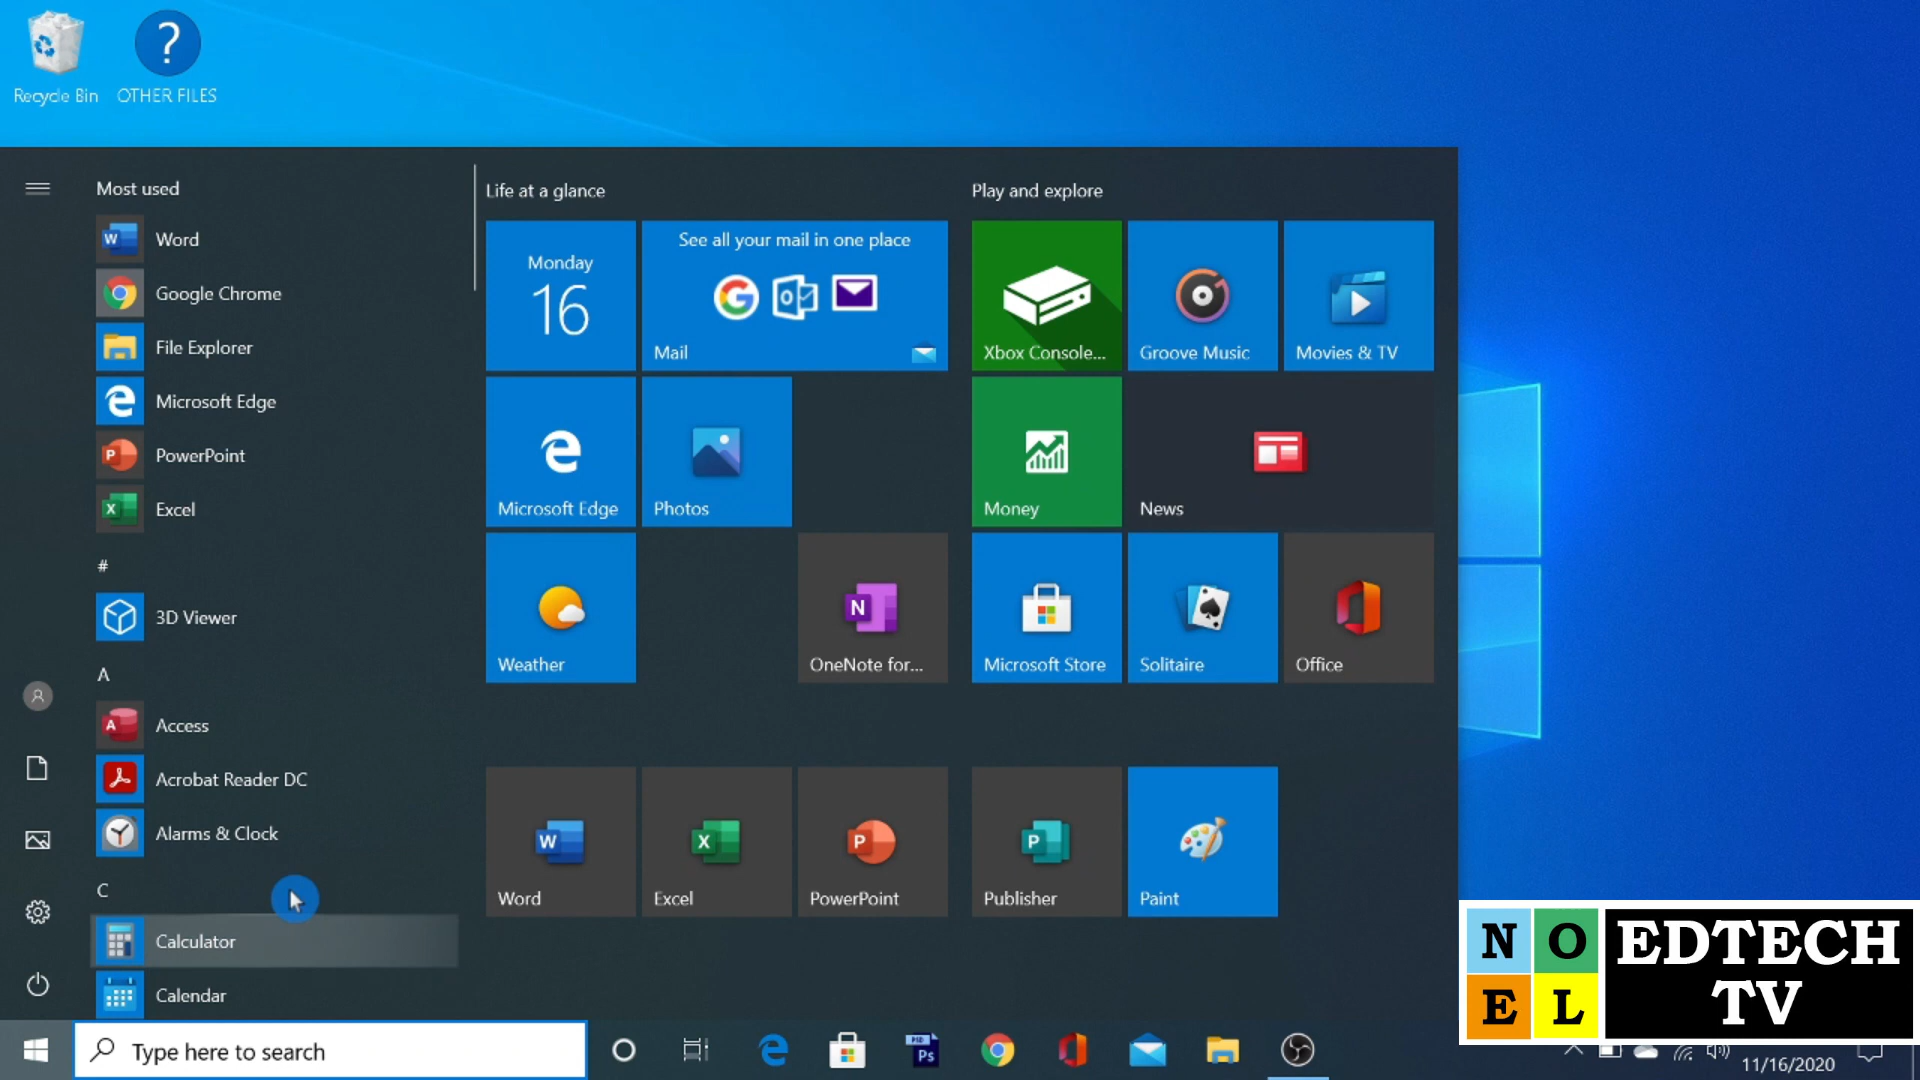 Recycle Bin
OTHER FILES
Most used
Word
Google Chrome
File Explorer
Microsoft Edge
PowerPoint
Excel
#
3D Viewer
A
Access
Acrobat Reader DC
Alarms & Clock
C
Calculator
Calendar
Life at a glance
Monday
16
See all your mail in one place
Mail
Microsoft Edge
Photos
Weather
OneNote for...
Word
Excel
PowerPoint
Play and explore
Xbox Console...
Groove Music
Movies & TV
Money
News
Microsoft Store
Solitaire
Office
Publisher
Paint
Type here to search
11/16/2020
NO
EL
EDTECH
TV